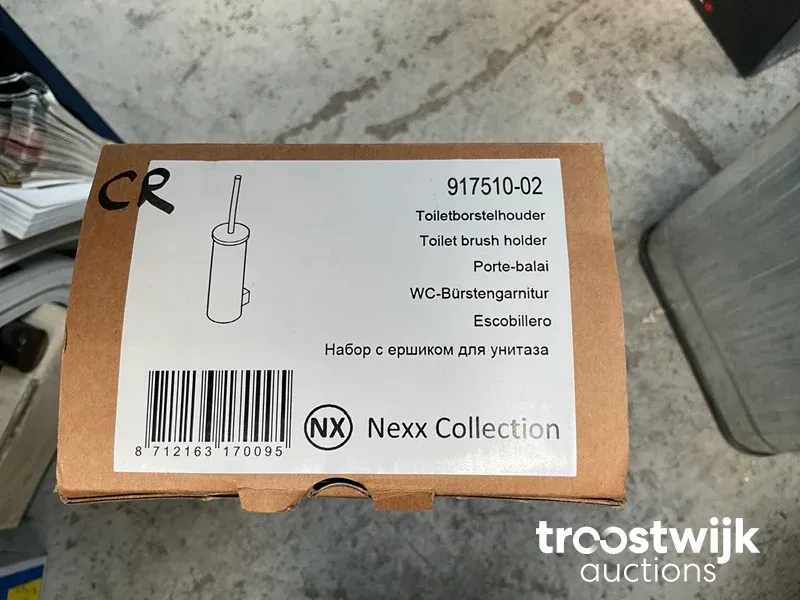 CR
917510-02
Toiletborstelhouder
Toilet brush holder
Porte-balai
WC-Bürstengarnitur
Escobillero
Набор с ершиком для унитаза
8 712163 170095
NX Nexx Collection
troostwijk
auctions